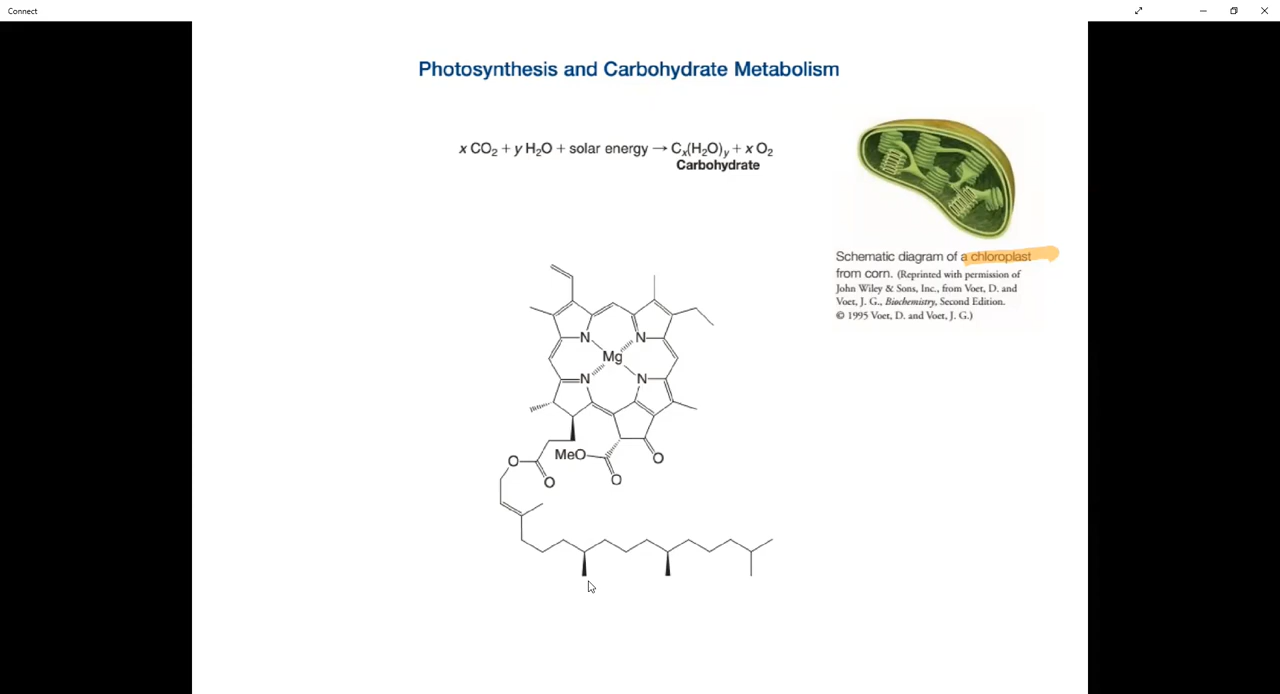 Connect
Photosynthesis and Carbohydrate Metabolism
x CO₂ + y H₂O + solar energy → Cₓ(H₂O)ᵧ + x O₂
Carbohydrate
Schematic diagram of a chloroplast
from corn. (Reprinted with permission of
John Wiley & Sons, Inc., from Voet, D. and
Voet, J. G., Biochemistry, Second Edition.
© 1995 Voet, D. and Voet, J. G.)
N N
Mg
N N
MeO
O O
O O